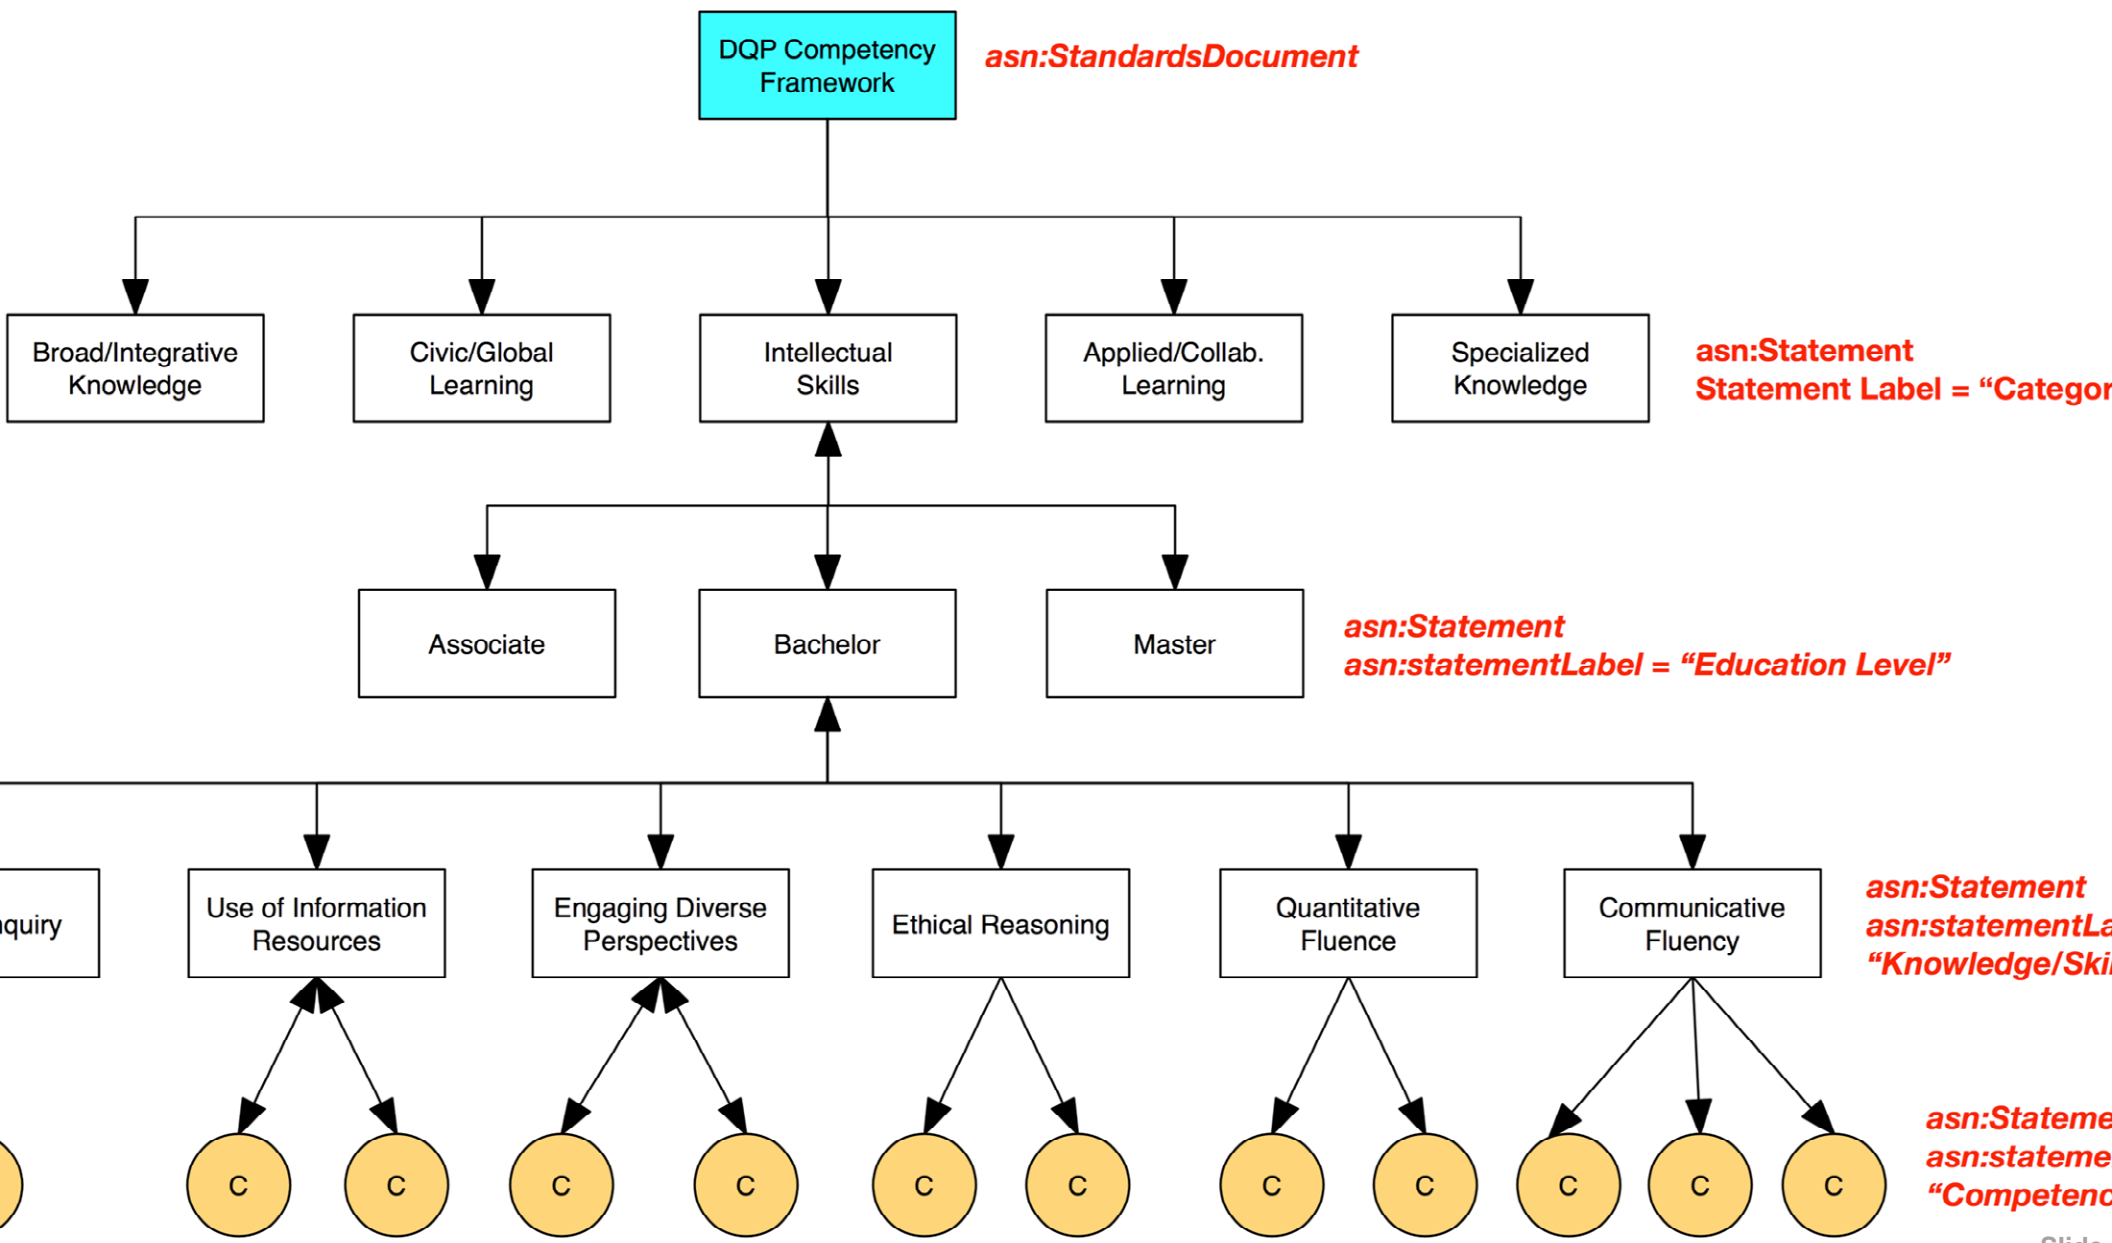 DQP Competency
Framework
asn:StandardsDocument
Broad/Integrative
Knowledge
Civic/Global
Learning
Intellectual
Skills
Applied/Collab.
Learning
Specialized
Knowledge
asn:Statement
Statement Label = “Categor
Associate
Bachelor
Master
asn:Statement
asn:statementLabel = “Education Level”
nquiry
Use of Information
Resources
Engaging Diverse
Perspectives
Ethical Reasoning
Quantitative
Fluence
Communicative
Fluency
asn:Statement
asn:statementLa
“Knowledge/Ski
C
C
C
C
C
C
C
C
C
C
C
asn:Stateme
asn:stateme
“Competenc